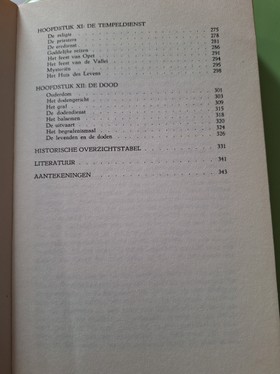 HOOFDSTUK XI: DE TEMPELDIENST 275
De religie 278
De priesters 281
De eredienst 286
Goddelijke reizen 291
Het feest van Opet 294
Het feest van de Vallei 295
Mysteriën 296
Het Huis des Levens 298
HOOFDSTUK XII: DE DOOD 301
Ouderdom 301
Het dodengericht 303
Het graf 309
De dodendienst 315
Het balsemen 318
De uitvaart 320
Het begrafenismaal 324
De levenden en de doden 326
HISTORISCHE OVERZICHTSTABEL 331
LITERATUUR 341
AANTEKENINGEN 343